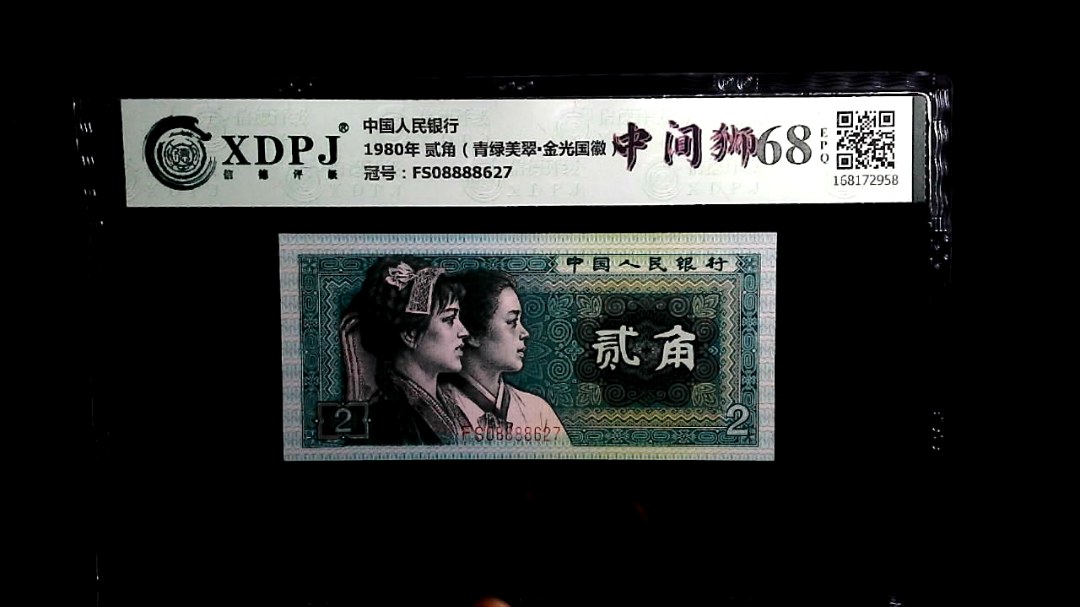 XDPJ®
信德评级
中国人民银行
1980年 贰角（青绿美翠·金光国徽）
冠号：FS08888627
中间狮
68
EPQ
168172958
中国人民银行
贰角
2
2
FS08888627